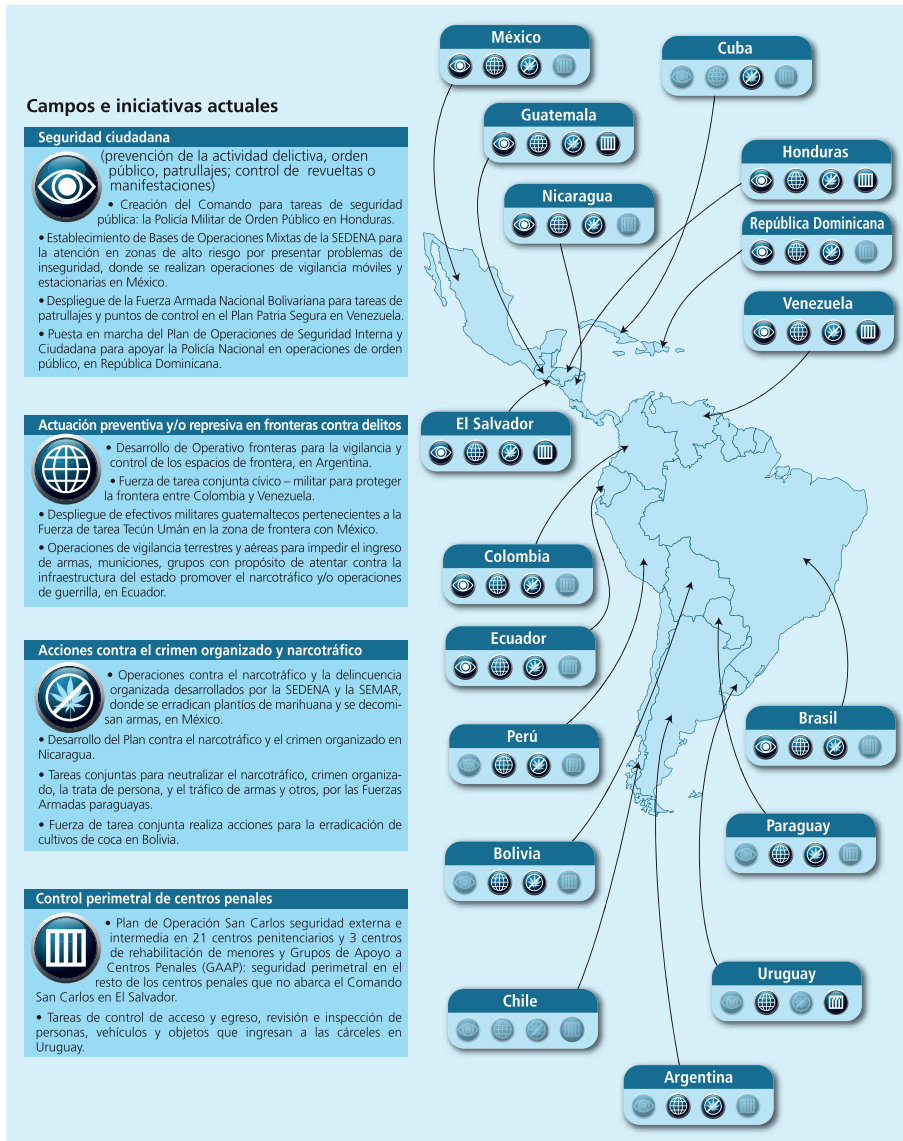 Campos e iniciativas actuales
Seguridad ciudadana
(prevención de la actividad delictiva, orden
público, patrullajes; control de revueltas o
manifestaciones)
• Creación del Comando para tareas de seguridad
pública: la Policía Militar de Orden Público en Honduras.
• Establecimiento de Bases de Operaciones Mixtas de la SEDENA para
la atención en zonas de alto riesgo por presentar problemas de
inseguridad, donde se realizan operaciones de vigilancia móviles y
estacionarias en México.
• Despliegue de la Fuerza Armada Nacional Bolivariana para tareas de
patrullajes y puntos de control en el Plan Patria Segura en Venezuela.
• Puesta en marcha del Plan de Operaciones de Seguridad Interna y
Ciudadana para apoyar la Policía Nacional en operaciones de orden
público, en República Dominicana.
Actuación preventiva y/o represiva en fronteras contra delitos
• Desarrollo de Operativo fronteras para la vigilancia y
control de los espacios de frontera, en Argentina.
• Fuerza de tarea conjunta cívico – militar para proteger
la frontera entre Colombia y Venezuela.
• Despliegue de efectivos militares guatemaltecos pertenecientes a la
Fuerza de tarea Tecún Umán en la zona de frontera con México.
• Operaciones de vigilancia terrestres y aéreas para impedir el ingreso
de armas, municiones, grupos con propósito de atentar contra la
infraestructura del estado promover el narcotráfico y/o operaciones
de guerrilla, en Ecuador.
Acciones contra el crimen organizado y narcotráfico
• Operaciones contra el narcotráfico y la delincuencia
organizada desarrollados por la SEDENA y la SEMAR,
donde se erradican plantíos de marihuana y se decomi-
san armas, en México.
• Desarrollo del Plan contra el narcotráfico y el crimen organizado en
Nicaragua.
• Tareas conjuntas para neutralizar el narcotráfico, crimen organiza-
do, la trata de persona, y el tráfico de armas y otros, por las Fuerzas
Armadas paraguayas.
• Fuerza de tarea conjunta realiza acciones para la erradicación de
cultivos de coca en Bolivia.
Control perimetral de centros penales
• Plan de Operación San Carlos seguridad externa e
intermedia en 21 centros penitenciarios y 3 centros
de rehabilitación de menores y Grupos de Apoyo a
Centros Penales (GAAP): seguridad perimetral en el
resto de los centros penales que no abarca el Comando
San Carlos en El Salvador.
• Tareas de control de acceso y egreso, revisión e inspección de
personas, vehículos y objetos que ingresan a las cárceles en
Uruguay.
México
Cuba
Guatemala
Honduras
Nicaragua
República Dominicana
Venezuela
El Salvador
Colombia
Ecuador
Perú
Brasil
Bolivia
Paraguay
Chile
Uruguay
Argentina